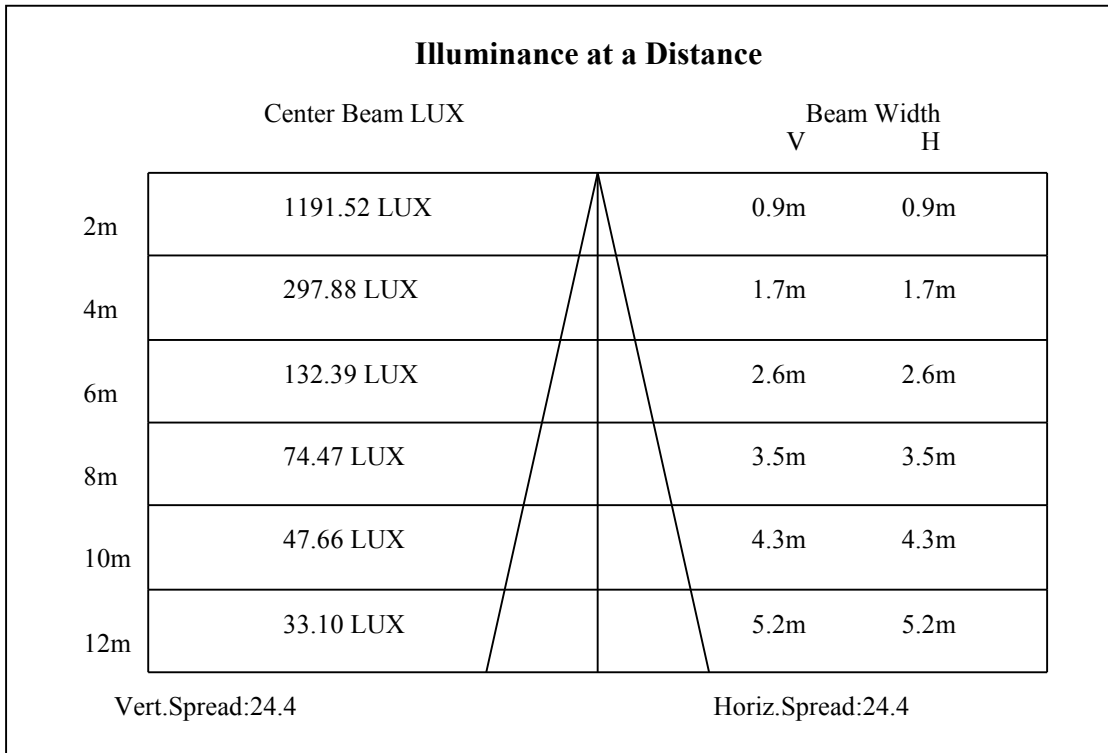 Illuminance at a Distance
Center Beam LUX Beam Width
V H
2m 1191.52 LUX 0.9m 0.9m
4m 297.88 LUX 1.7m 1.7m
6m 132.39 LUX 2.6m 2.6m
8m 74.47 LUX 3.5m 3.5m
10m 47.66 LUX 4.3m 4.3m
12m 33.10 LUX 5.2m 5.2m
Vert.Spread:24.4 Horiz.Spread:24.4